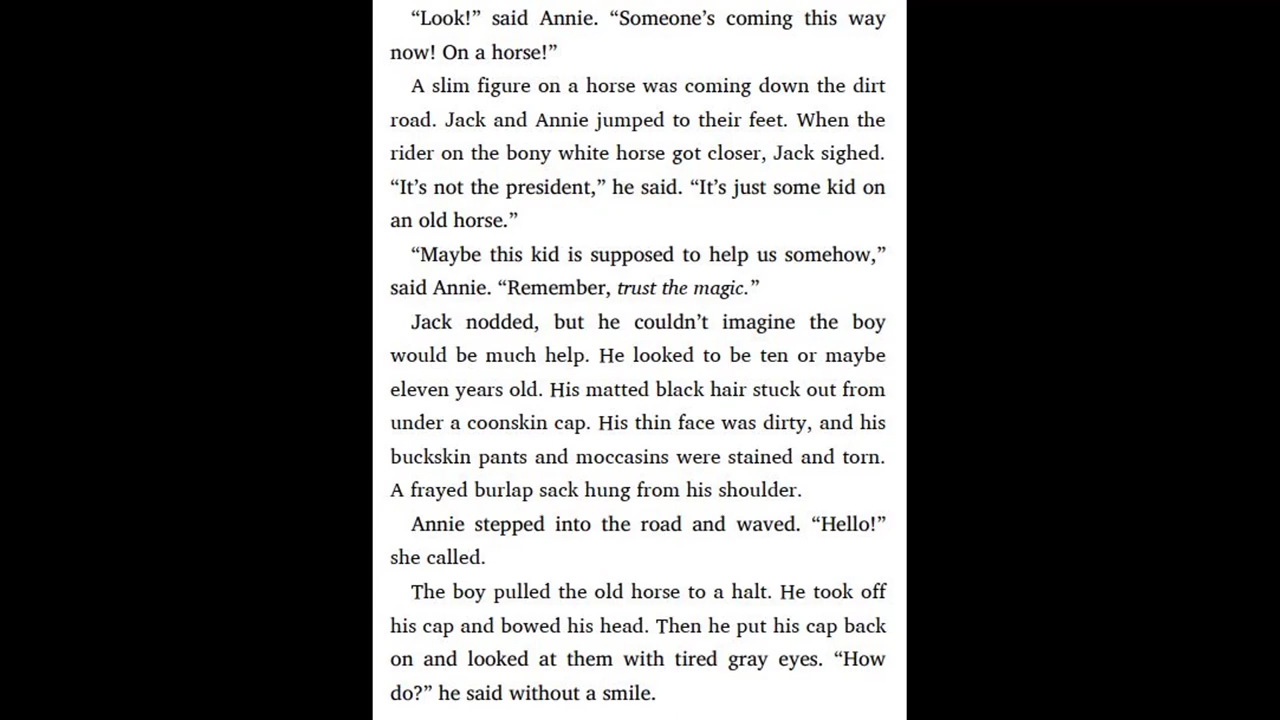 “Look!” said Annie. “Someone’s coming this way
now! On a horse!”
A slim figure on a horse was coming down the dirt
road. Jack and Annie jumped to their feet. When the
rider on the bony white horse got closer, Jack sighed.
“It’s not the president,” he said. “It’s just some kid on
an old horse.”
“Maybe this kid is supposed to help us somehow,”
said Annie. “Remember, trust the magic.”
Jack nodded, but he couldn’t imagine the boy
would be much help. He looked to be ten or maybe
eleven years old. His matted black hair stuck out from
under a coonskin cap. His thin face was dirty, and his
buckskin pants and moccasins were stained and torn.
A frayed burlap sack hung from his shoulder.
Annie stepped into the road and waved. “Hello!”
she called.
The boy pulled the old horse to a halt. He took off
his cap and bowed his head. Then he put his cap back
on and looked at them with tired gray eyes. “How
do?” he said without a smile.